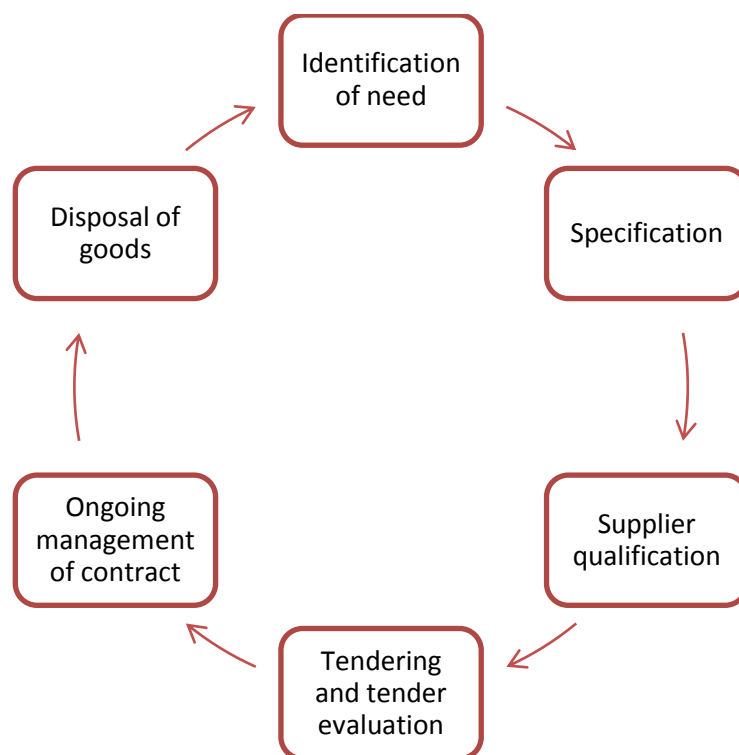 Identification
of need
Specification
Supplier
qualification
Tendering
and tender
evaluation
Ongoing
management
of contract
Disposal of
goods